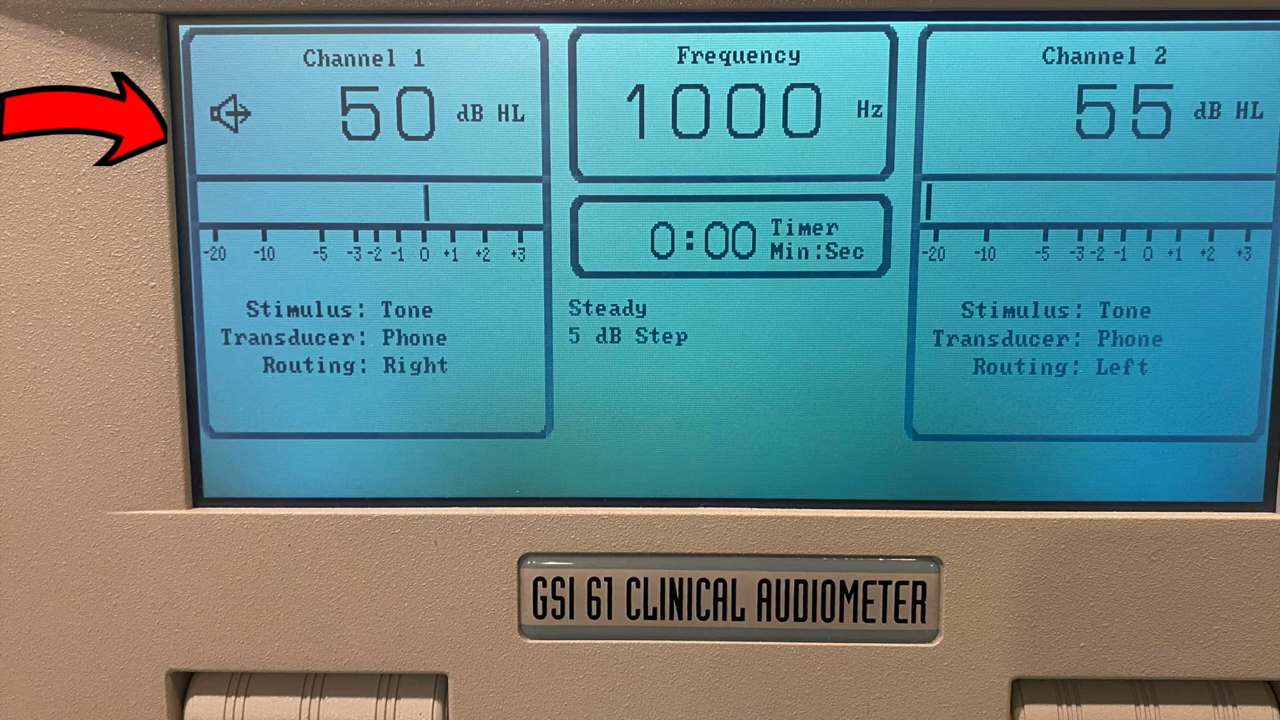 Channel 1
50 dB HL
-20 -10 -5 -3 -2 -1 0 +1 +2 +3
Stimulus: Tone
Transducer: Phone
Routing: Right
Frequency
1000 Hz
0:00 Timer
Min:Sec
Steady
5 dB Step
Channel 2
55 dB HL
-20 -10 -5 -3 -2 -1 0 +1 +2 +3
Stimulus: Tone
Transducer: Phone
Routing: Left
GSI 61 CLINICAL AUDIOMETER